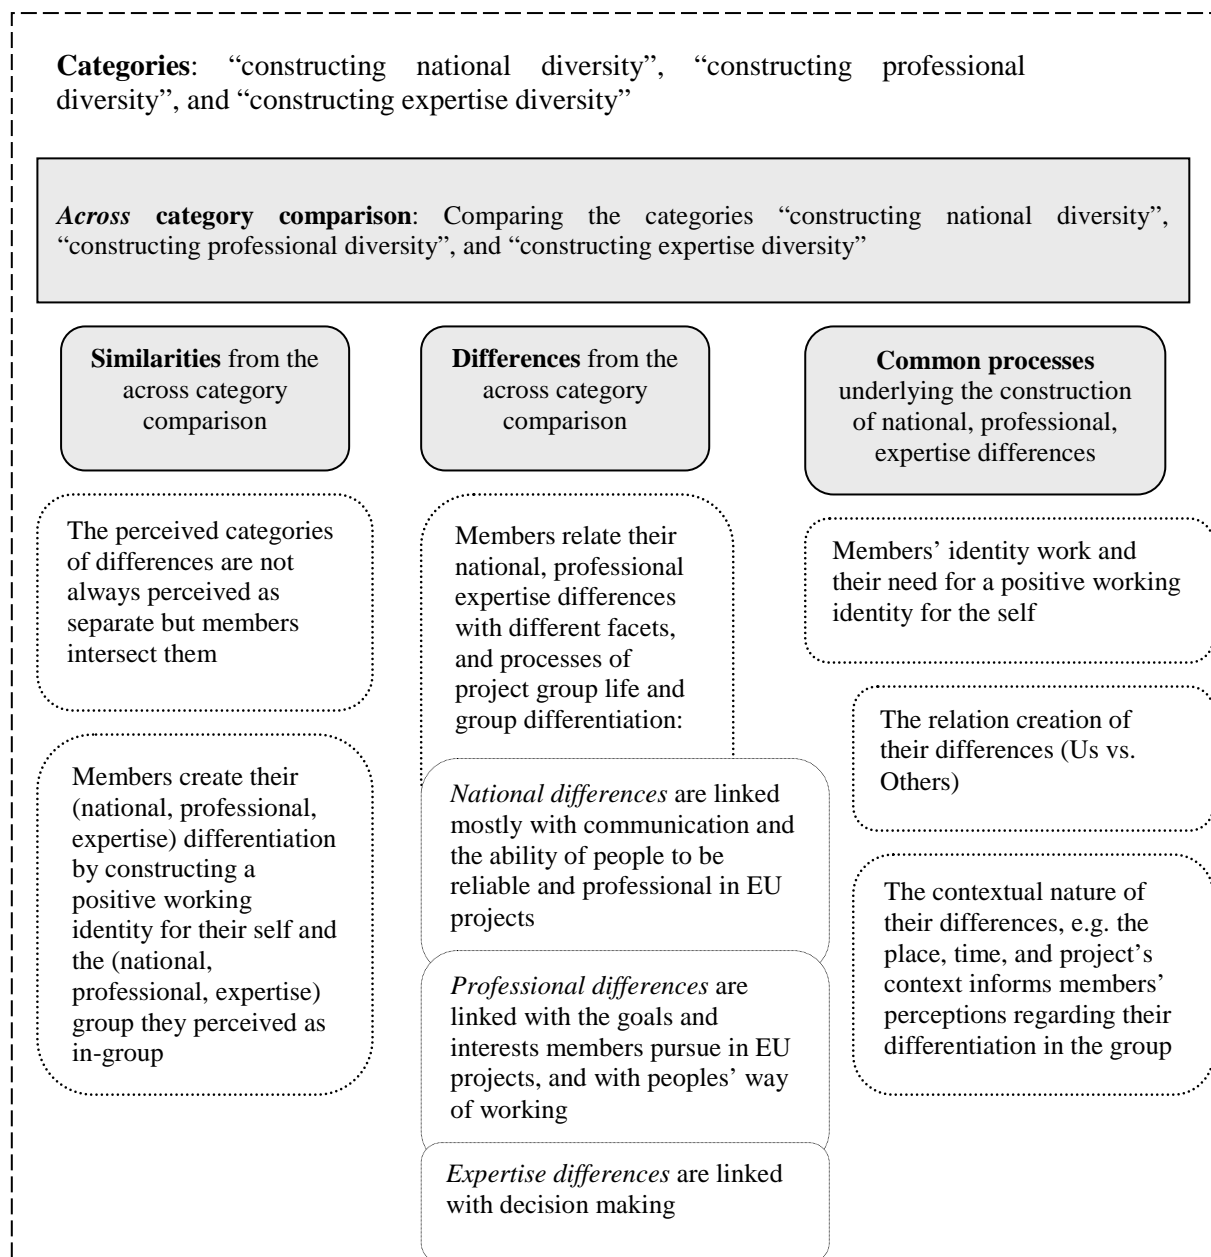 Categories: “constructing national diversity”, “constructing professional
diversity”, and “constructing expertise diversity”
Across category comparison: Comparing the categories “constructing national diversity”,
“constructing professional diversity”, and “constructing expertise diversity”
Similarities from the
across category
comparison
The perceived categories
of differences are not
always perceived as
separate but members
intersect them
Members create their
(national, professional,
expertise) differentiation
by constructing a
positive working
identity for their self and
the (national,
professional, expertise)
group they perceived as
in-group
Differences from the
across category
comparison
Members relate their
national, professional
expertise differences
with different facets,
and processes of
project group life and
group differentiation:
National differences are linked
mostly with communication and
the ability of people to be
reliable and professional in EU
projects
Professional differences are
linked with the goals and
interests members pursue in EU
projects, and with peoples’ way
of working
Expertise differences are linked
with decision making
Common processes
underlying the construction
of national, professional,
expertise differences
Members’ identity work and
their need for a positive working
identity for the self
The relation creation of
their differences (Us vs.
Others)
The contextual nature of
their differences, e.g. the
place, time, and project’s
context informs members’
perceptions regarding their
differentiation in the group